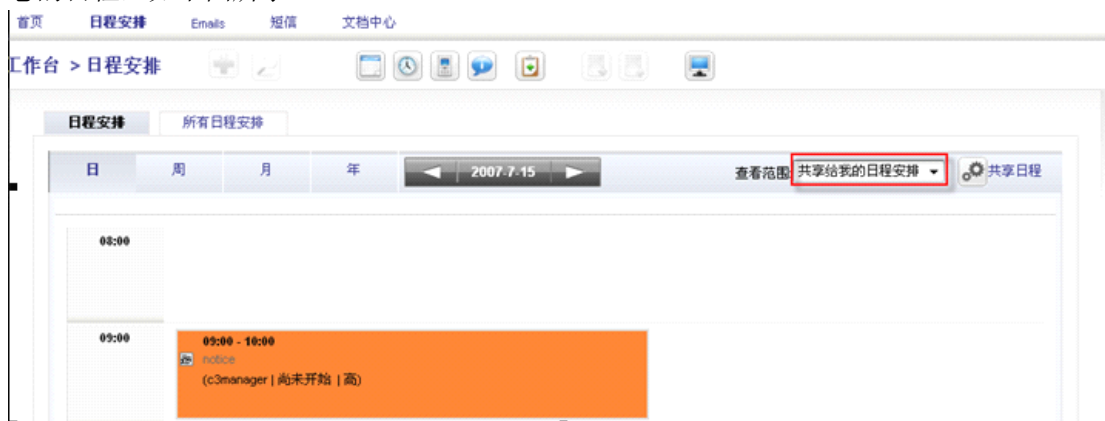 首页 日程安排 Emails 短信 文档中心
工作台 > 日程安排
日程安排 所有日程安排
日 周 月 年 2007-7-15 查看范围 共享给我的日程安排 共享日程
08:00
09:00 09:00 - 10:00
notice
(c3manager | 尚未开始 | 高)